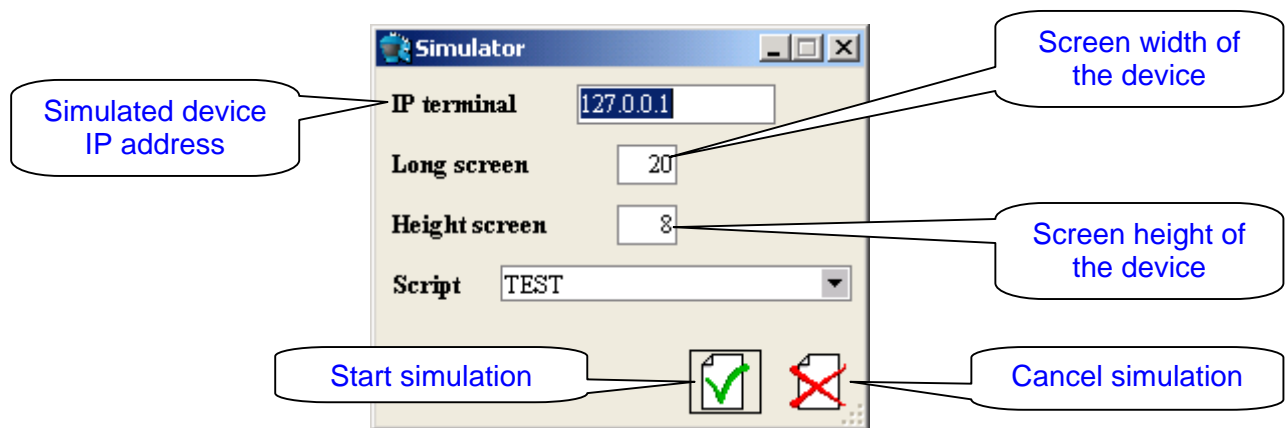 Simulator
Screen width of
the device
Simulated device
IP address
IP terminal 127.0.0.1
Long screen 20
Height screen 8
Screen height of
the device
Script TEST
Start simulation
Cancel simulation